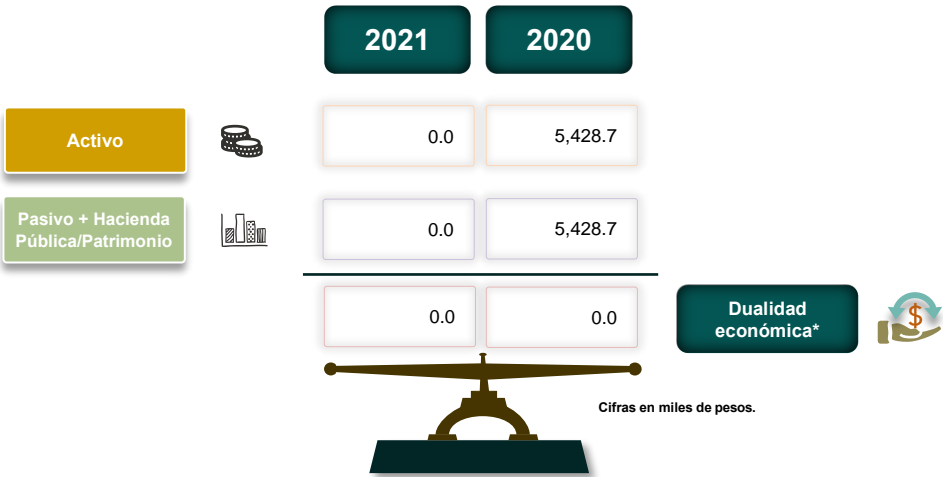 2021 2020
Activo 0.0 5,428.7
Pasivo + Hacienda
Pública/Patrimonio 0.0 5,428.7
0.0 0.0 Dualidad
económica*
$
Cifras en miles de pesos.